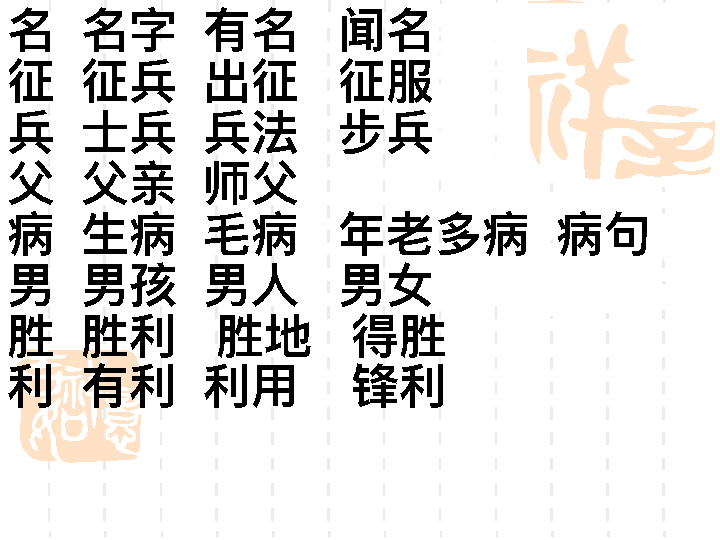 名 名字 有名 闻名
征 征兵 出征 征服
兵 士兵 兵法 步兵
父 父亲 师父
病 生病 毛病 年老多病 病句
男 男孩 男人 男女
胜 胜利 胜地 得胜
利 有利 利用 锋利